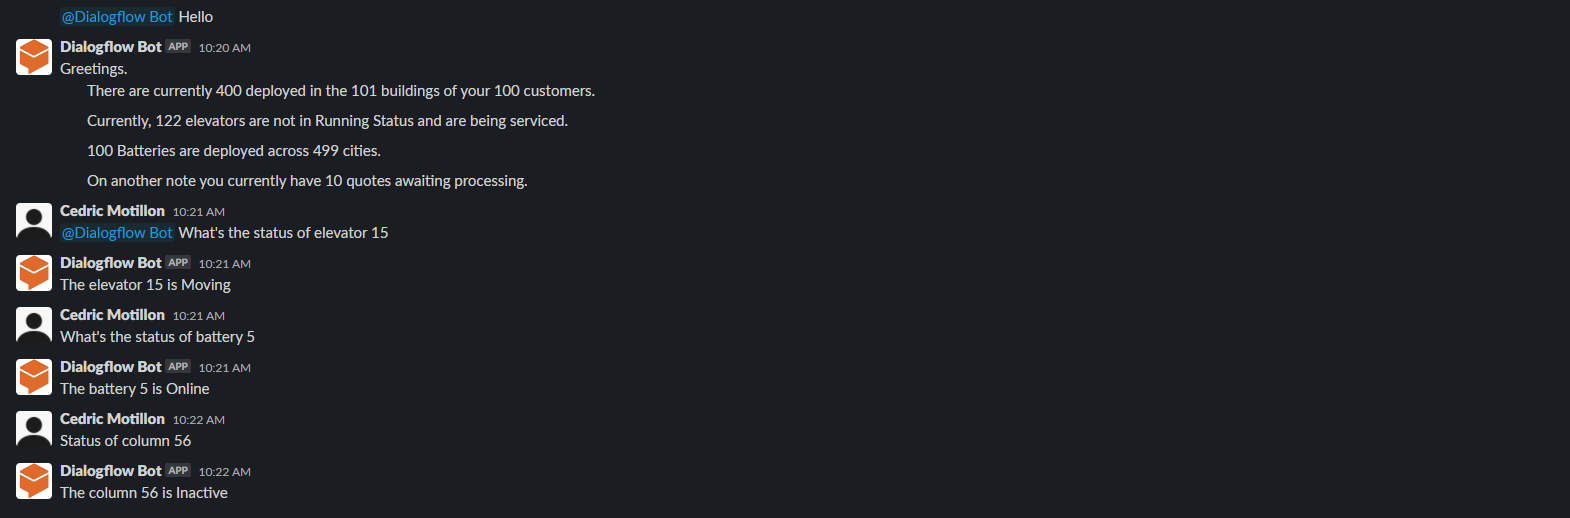 @Dialogflow Bot Hello
Dialogflow Bot APP 10:20 AM
Greetings.
There are currently 400 deployed in the 101 buildings of your 100 customers.
Currently, 122 elevators are not in Running Status and are being serviced.
100 Batteries are deployed across 499 cities.
On another note you currently have 10 quotes awaiting processing.
Cedric Motillon 10:21 AM
@Dialogflow Bot What's the status of elevator 15
Dialogflow Bot APP 10:21 AM
The elevator 15 is Moving
Cedric Motillon 10:21 AM
What's the status of battery 5
Dialogflow Bot APP 10:21 AM
The battery 5 is Online
Cedric Motillon 10:22 AM
Status of column 56
Dialogflow Bot APP 10:22 AM
The column 56 is Inactive